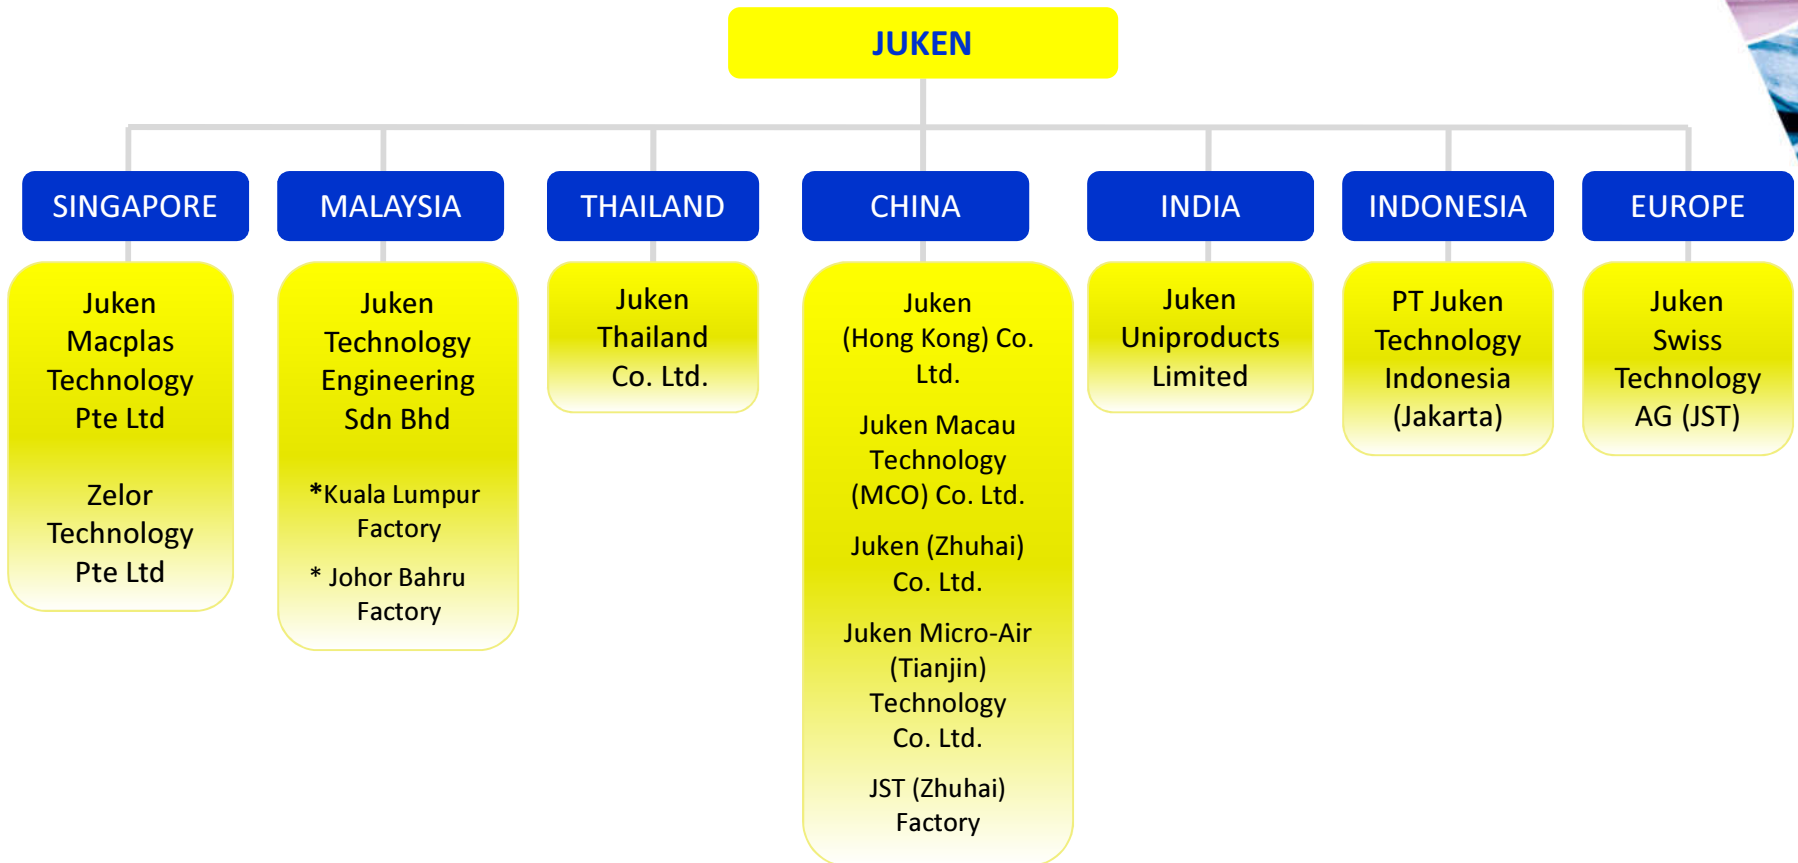 JUKEN
SINGAPORE
MALAYSIA
THAILAND
CHINA
INDIA
INDONESIA
EUROPE
Juken
Macplas
Technology
Pte Ltd
Zelor
Technology
Pte Ltd
Juken
Technology
Engineering
Sdn Bhd
*Kuala Lumpur
Factory
* Johor Bahru
Factory
Juken
Thailand
Co. Ltd.
Juken
(Hong Kong) Co.
Ltd.
Juken Macau
Technology
(MCO) Co. Ltd.
Juken (Zhuhai)
Co. Ltd.
Juken Micro-Air
(Tianjin)
Technology
Co. Ltd.
JST (Zhuhai)
Factory
Juken
Uniproducts
Limited
PT Juken
Technology
Indonesia
(Jakarta)
Juken
Swiss
Technology
AG (JST)